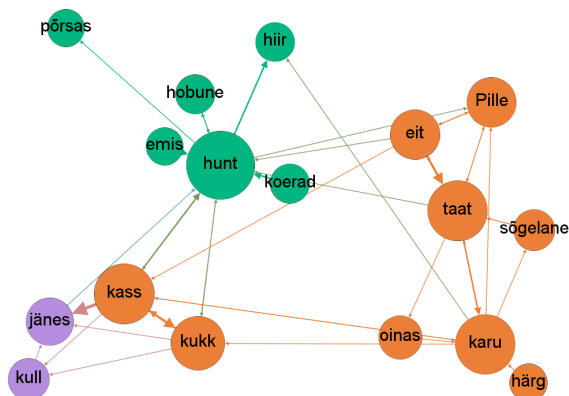 põrsas
hiir
hobune
Pille
eit
emis
hunt
koerad
taat
sõgelane
kass
jänes
kukk
oinas
karu
kull
härg